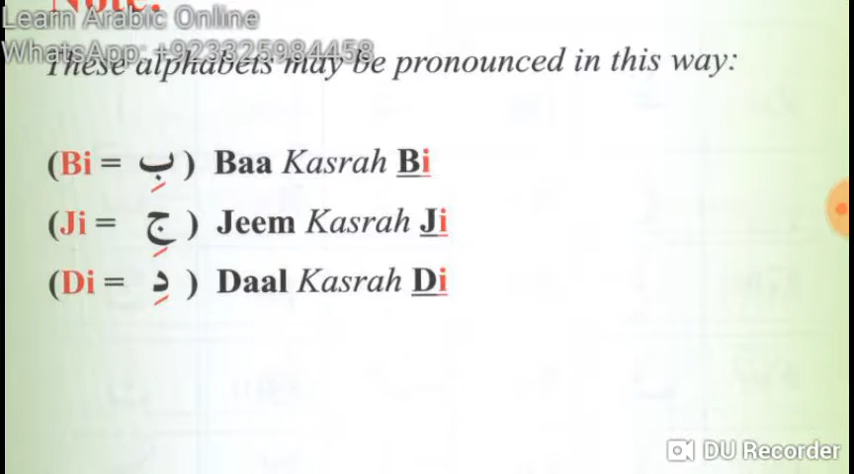 Note:
Learn Arabic Online
WhatsApp: +923325984458
These alphabets may be pronounced in this way:
(Bi = بِ ) Baa Kasrah Bi
(Ji = جِ ) Jeem Kasrah Ji
(Di = دِ ) Daal Kasrah Di
DU Recorder